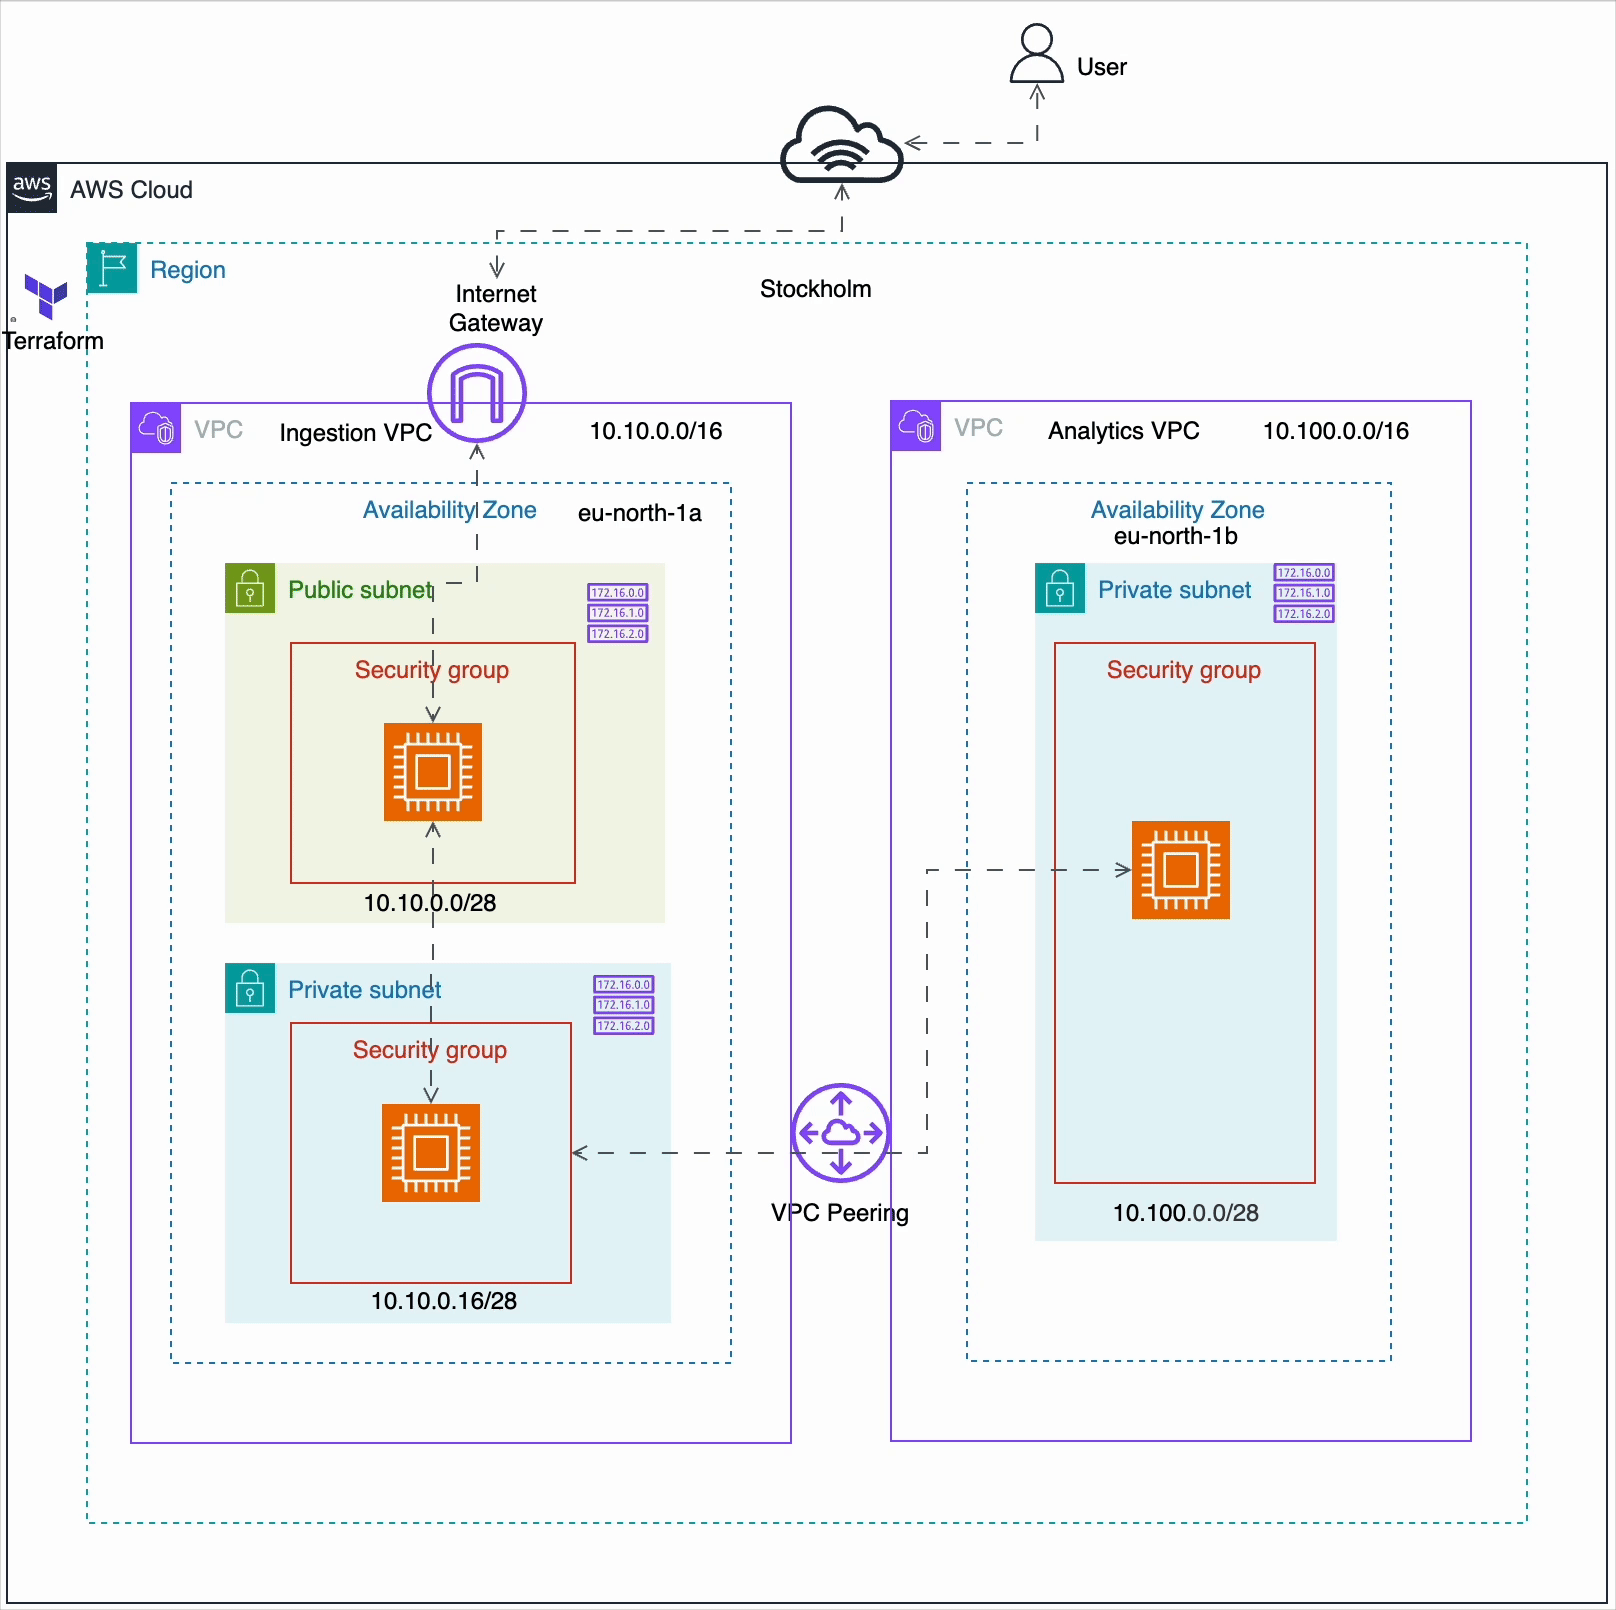 User
aws
AWS Cloud
Region
Terraform
Stockholm
Internet
Gateway
VPC
Ingestion VPC
10.10.0.0/16
VPC
Analytics VPC
10.100.0.0/16
Availability Zone
eu-north-1a
Availability Zone
eu-north-1b
Public subnet
172.16.0.0
172.16.1.0
172.16.2.0
Security group
10.10.0.0/28
Private subnet
172.16.0.0
172.16.1.0
172.16.2.0
Security group
10.10.0.16/28
VPC Peering
Private subnet
172.16.0.0
172.16.1.0
172.16.2.0
Security group
10.100.0.0/28